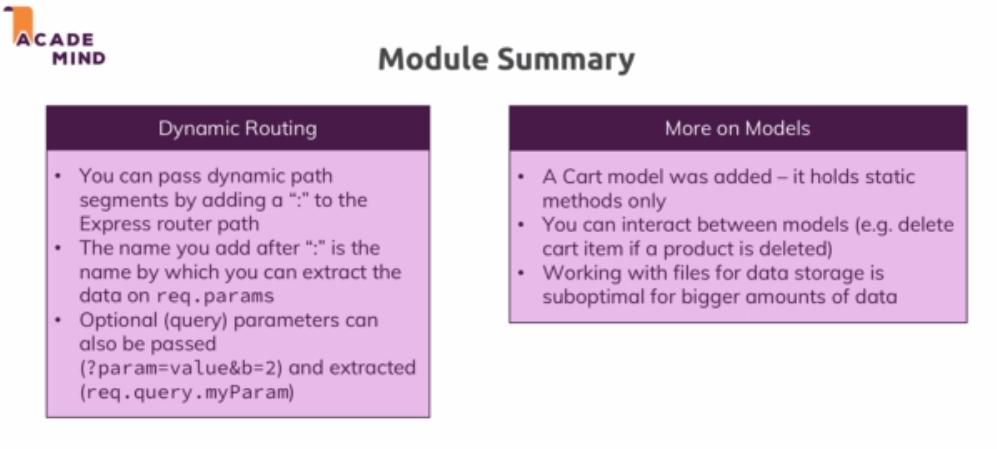 ACADE
MIND
Module Summary
Dynamic Routing
• You can pass dynamic path
segments by adding a “:” to the
Express router path
• The name you add after “:” is the
name by which you can extract the
data on req.params
• Optional (query) parameters can
also be passed
(?param=value&b=2) and extracted
(req.query.myParam)
More on Models
• A Cart model was added – it holds static
methods only
• You can interact between models (e.g. delete
cart item if a product is deleted)
• Working with files for data storage is
suboptimal for bigger amounts of data